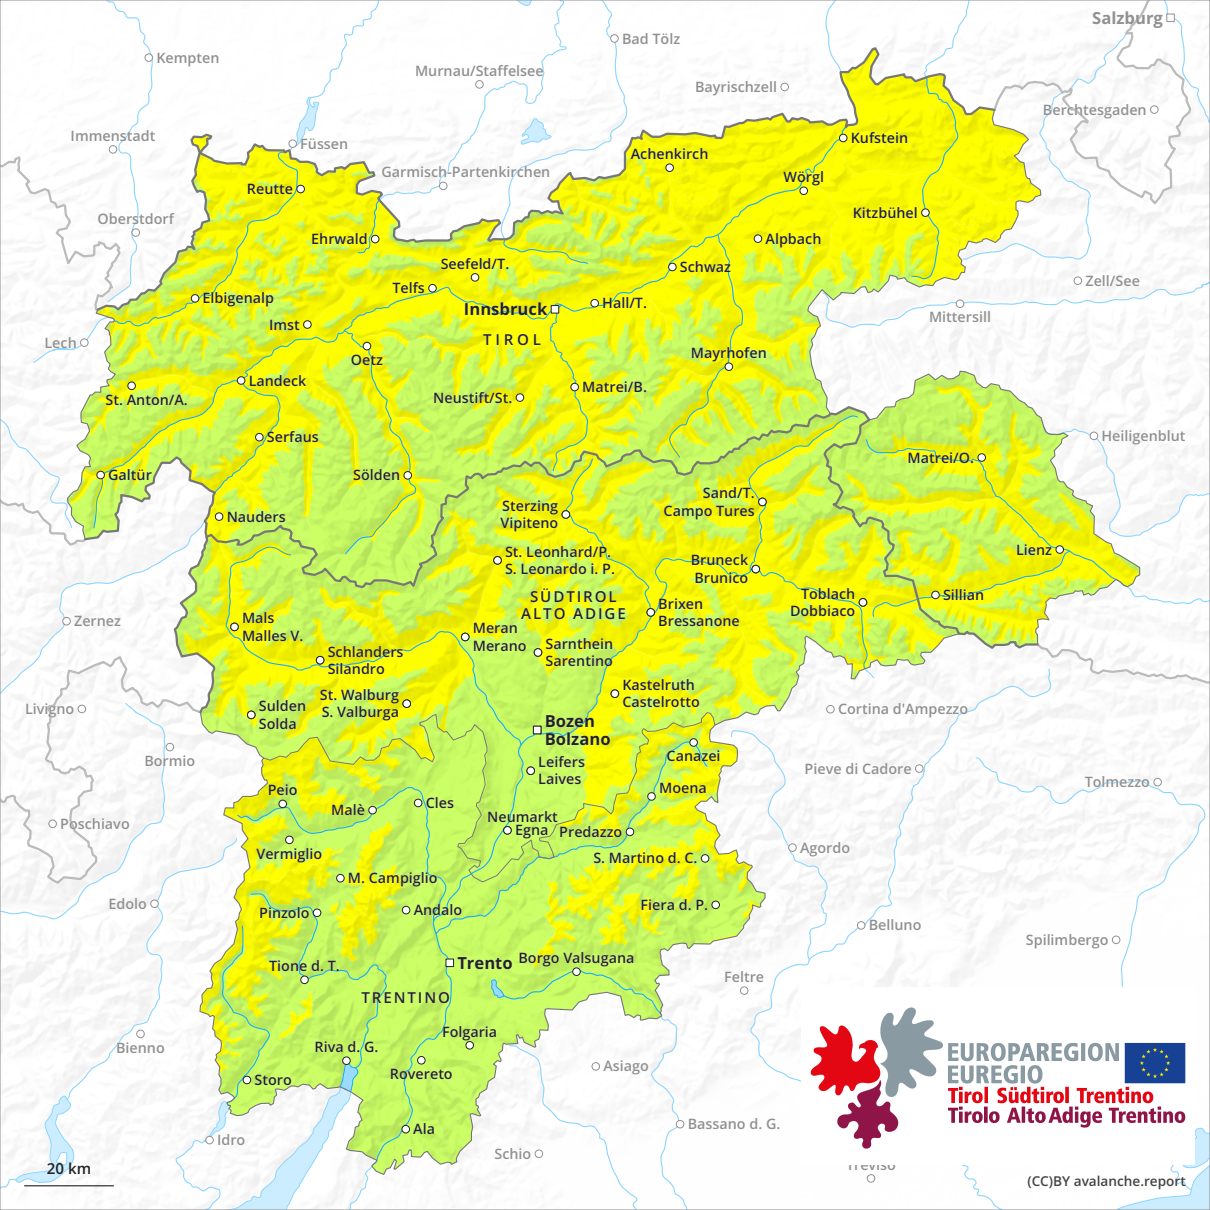 Salzburg
Kempten
Bad Tölz
Murnau/Staffelsee
Bayrischzell
Berchtesgaden
Immenstadt
Füssen
Kufstein
Achenkirch
Garmisch-Partenkirchen
Wörgl
Reutte
Oberstdorf
Kitzbühel
Ehrwald
Alpbach
Seefeld/T.
Schwaz
Zell/See
Telfs
Elbigenalp
Hall/T.
Innsbruck
Mittersill
Imst
TIROL
Lech
Oetz
Mayrhofen
Landeck
Matrei/B.
St. Anton/A.
Neustift/St.
Serfaus
Heiligenblut
Matrei/O.
Galtür
Sölden
Sand/T.
Campo Tures
Sterzing
Vipiteno
Nauders
St. Leonhard/P.
S. Leonardo i. P.
Lienz
Bruneck
Brunico
SÜDTIROL
ALTO ADIGE
Toblach
Dobbiaco
Sillian
Brixen
Bressanone
Zernez
Mals
Malles V.
Meran
Merano
Sarnthein
Sarentino
Schlanders
Silandro
Kastelruth
Castelrotto
St. Walburg
S. Valburga
Sulden
Solda
Livigno
Cortina d'Ampezzo
Bozen
Bolzano
Bormio
Canazei
Leifers
Laives
Pieve di Cadore
Tolmezzo
Peio
Moena
Malè
Cles
Neumarkt
Egna
Poschiavo
Predazzo
Vermiglio
Agordo
S. Martino d. C.
M. Campiglio
Edolo
Pinzolo
Andalo
Fiera d. P.
Belluno
Spilimbergo
Trento
Borgo Valsugana
Tione d. T.
Feltre
TRENTINO
Folgaria
Bienno
Riva d. G.
EUROPAREGION
EUREGIO
Asiago
Rovereto
Storo
Tirol Südtirol Trentino
Tirolo Alto Adige Trentino
Bassano d. G.
Ala
Idro
Schio
Treviso
20 km
(CC)BY avalanche.report